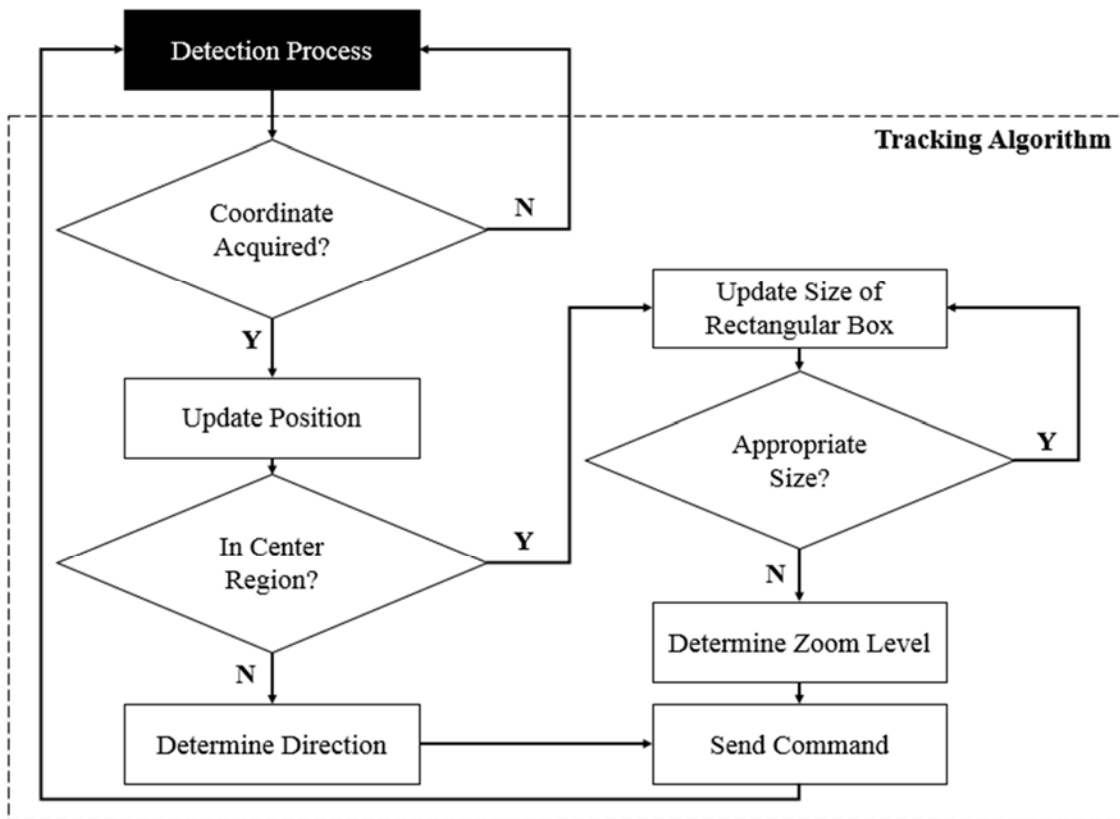 Detection Process
Tracking Algorithm
Coordinate
Acquired?
N
Y
Update Position
In Center
Region?
Y
N
Determine Direction
Update Size of
Rectangular Box
Appropriate
Size?
Y
N
Determine Zoom Level
Send Command